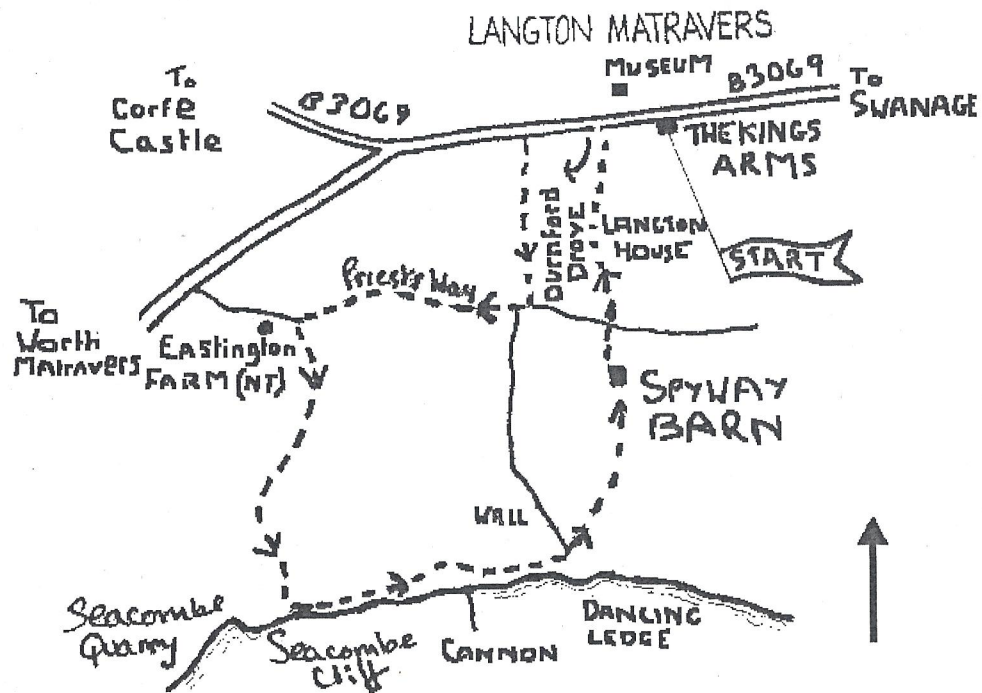 LANGTON MATRAVERS
MUSEUM
B3069
To
SWANAGE
To
Corfe
Castle
B3069
THE KINGS
ARMS
Durnford
Drove
LANGTON
HOUSE
START
Priest's Way
To
Worth
MATRAVERS
EASTINGTON
FARM (NT)
SPYWAY
BARN
WALL
Seacombe
Quarry
Seacombe
Cliff
CANNON
DANCING
LEDGE